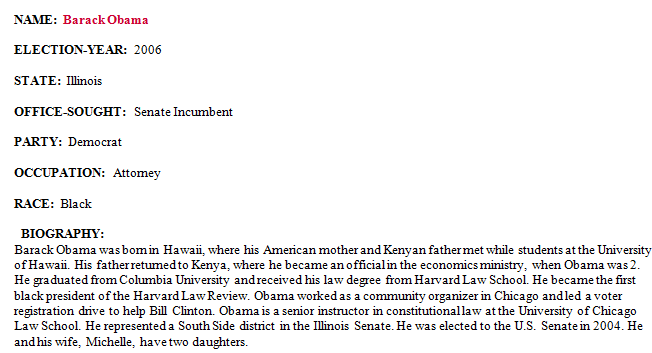 NAME: Barack Obama
ELECTION-YEAR: 2006
STATE: Illinois
OFFICE-SOUGHT: Senate Incumbent
PARTY: Democrat
OCCUPATION: Attorney
RACE: Black
BIOGRAPHY:
Barack Obama was born in Hawaii, where his American mother and Kenyan father met while students at the University
of Hawaii. His father returned to Kenya, where he became an official in the economics ministry, when Obama was 2.
He graduated from Columbia University and received his law degree from Harvard Law School. He became the first
black president of the Harvard Law Review. Obama worked as a community organizer in Chicago and led a voter
registration drive to help Bill Clinton. Obama is a senior instructor in constitutional law at the University of Chicago
Law School. He represented a South Side district in the Illinois Senate. He was elected to the U.S. Senate in 2004. He
and his wife, Michelle, have two daughters.